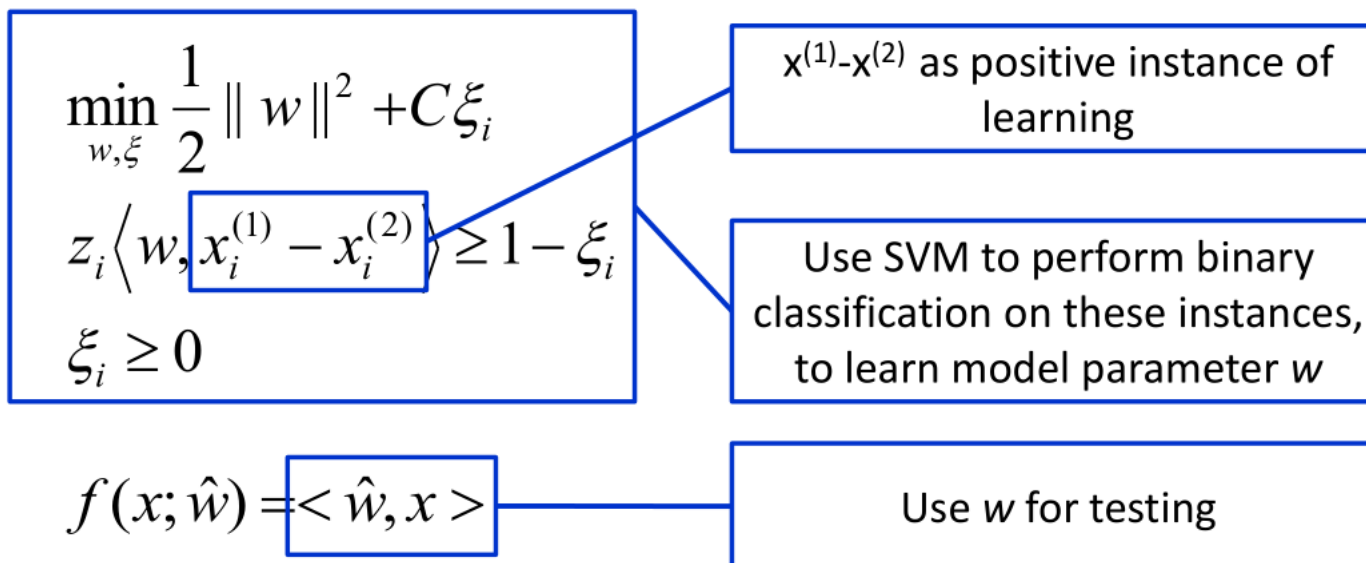 min_{w,ξ} 1/2 ‖ w ‖² + Cξ_i
z_i ⟨w, x_i^{(1)} − x_i^{(2)}⟩ ≥ 1 − ξ_i
ξ_i ≥ 0
f(x; ŵ) =< ŵ, x >
x^{(1)}-x^{(2)} as positive instance of
learning
Use SVM to perform binary
classification on these instances,
to learn model parameter w
Use w for testing